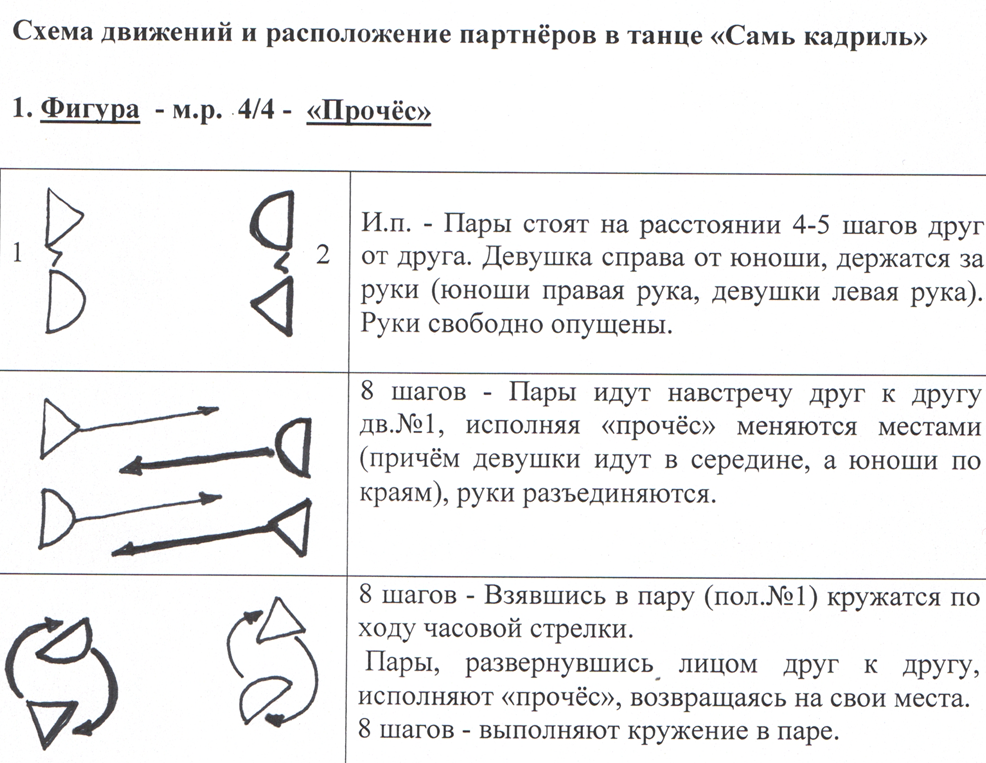 Схема движений и расположение партнёров в танце «Самь кадриль»
1. Фигура - м.р. 4/4 - «Прочёс»
1
2
И.п. - Пары стоят на расстоянии 4-5 шагов друг
от друга. Девушка справа от юноши, держатся за
руки (юноши правая рука, девушки левая рука).
Руки свободно опущены.
8 шагов - Пары идут навстречу друг к другу
дв.№1, исполняя «прочёс» меняются местами
(причём девушки идут в середине, а юноши по
краям), руки разъединяются.
8 шагов - Взявшись в пару (пол.№1) кружатся по
ходу часовой стрелки.
Пары, развернувшись лицом друг к другу,
исполняют «прочёс», возвращаясь на свои места.
8 шагов - выполняют кружение в паре.